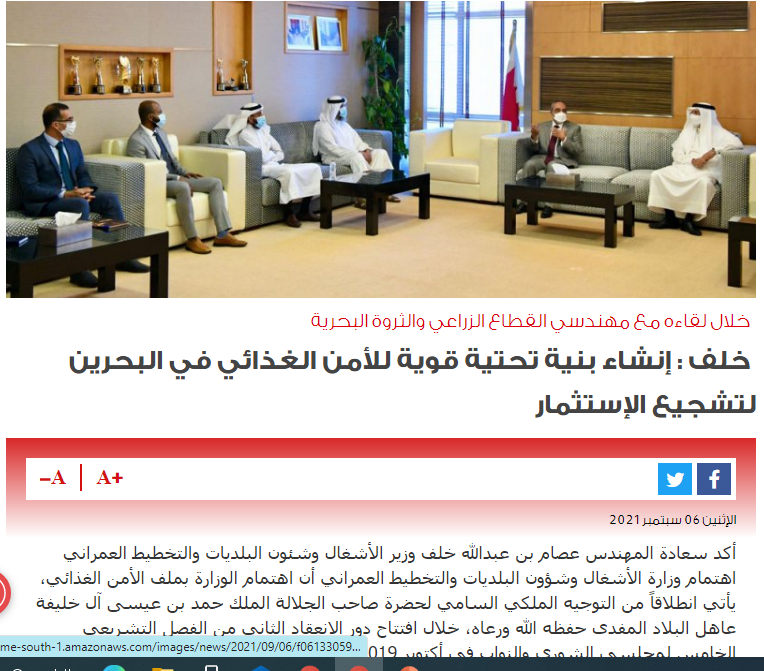 خلال لقاءه مع مهندسي القطاع الزراعي والثروة البحرية
خلف : إنشاء بنية تحتية قوية للأمن الغذائي في البحرين
لتشجيع الإستثمار
A+ | A–
الإثنين 06 سبتمبر 2021
أكد سعادة المهندس عصام بن عبدالله خلف وزير الأشغال وشئون البلديات والتخطيط العمراني
اهتمام وزارة الأشغال وشؤون البلديات والتخطيط العمراني أن اهتمام الوزارة بملف الأمن الغذائي،
يأتي انطلاقاً من التوجيه الملكي السامي لحضرة صاحب الجلالة الملك حمد بن عيسى آل خليفة
عاهل البلاد المفدى حفظه الله ورعاه، خلال افتتاح دور الانعقاد الثاني من الفصل التشريعي
الخامس لمجلسي الشورى والنواب في أكتوبر 2019
me-south-1.amazonaws.com/images/news/2021/09/06/f06133059...